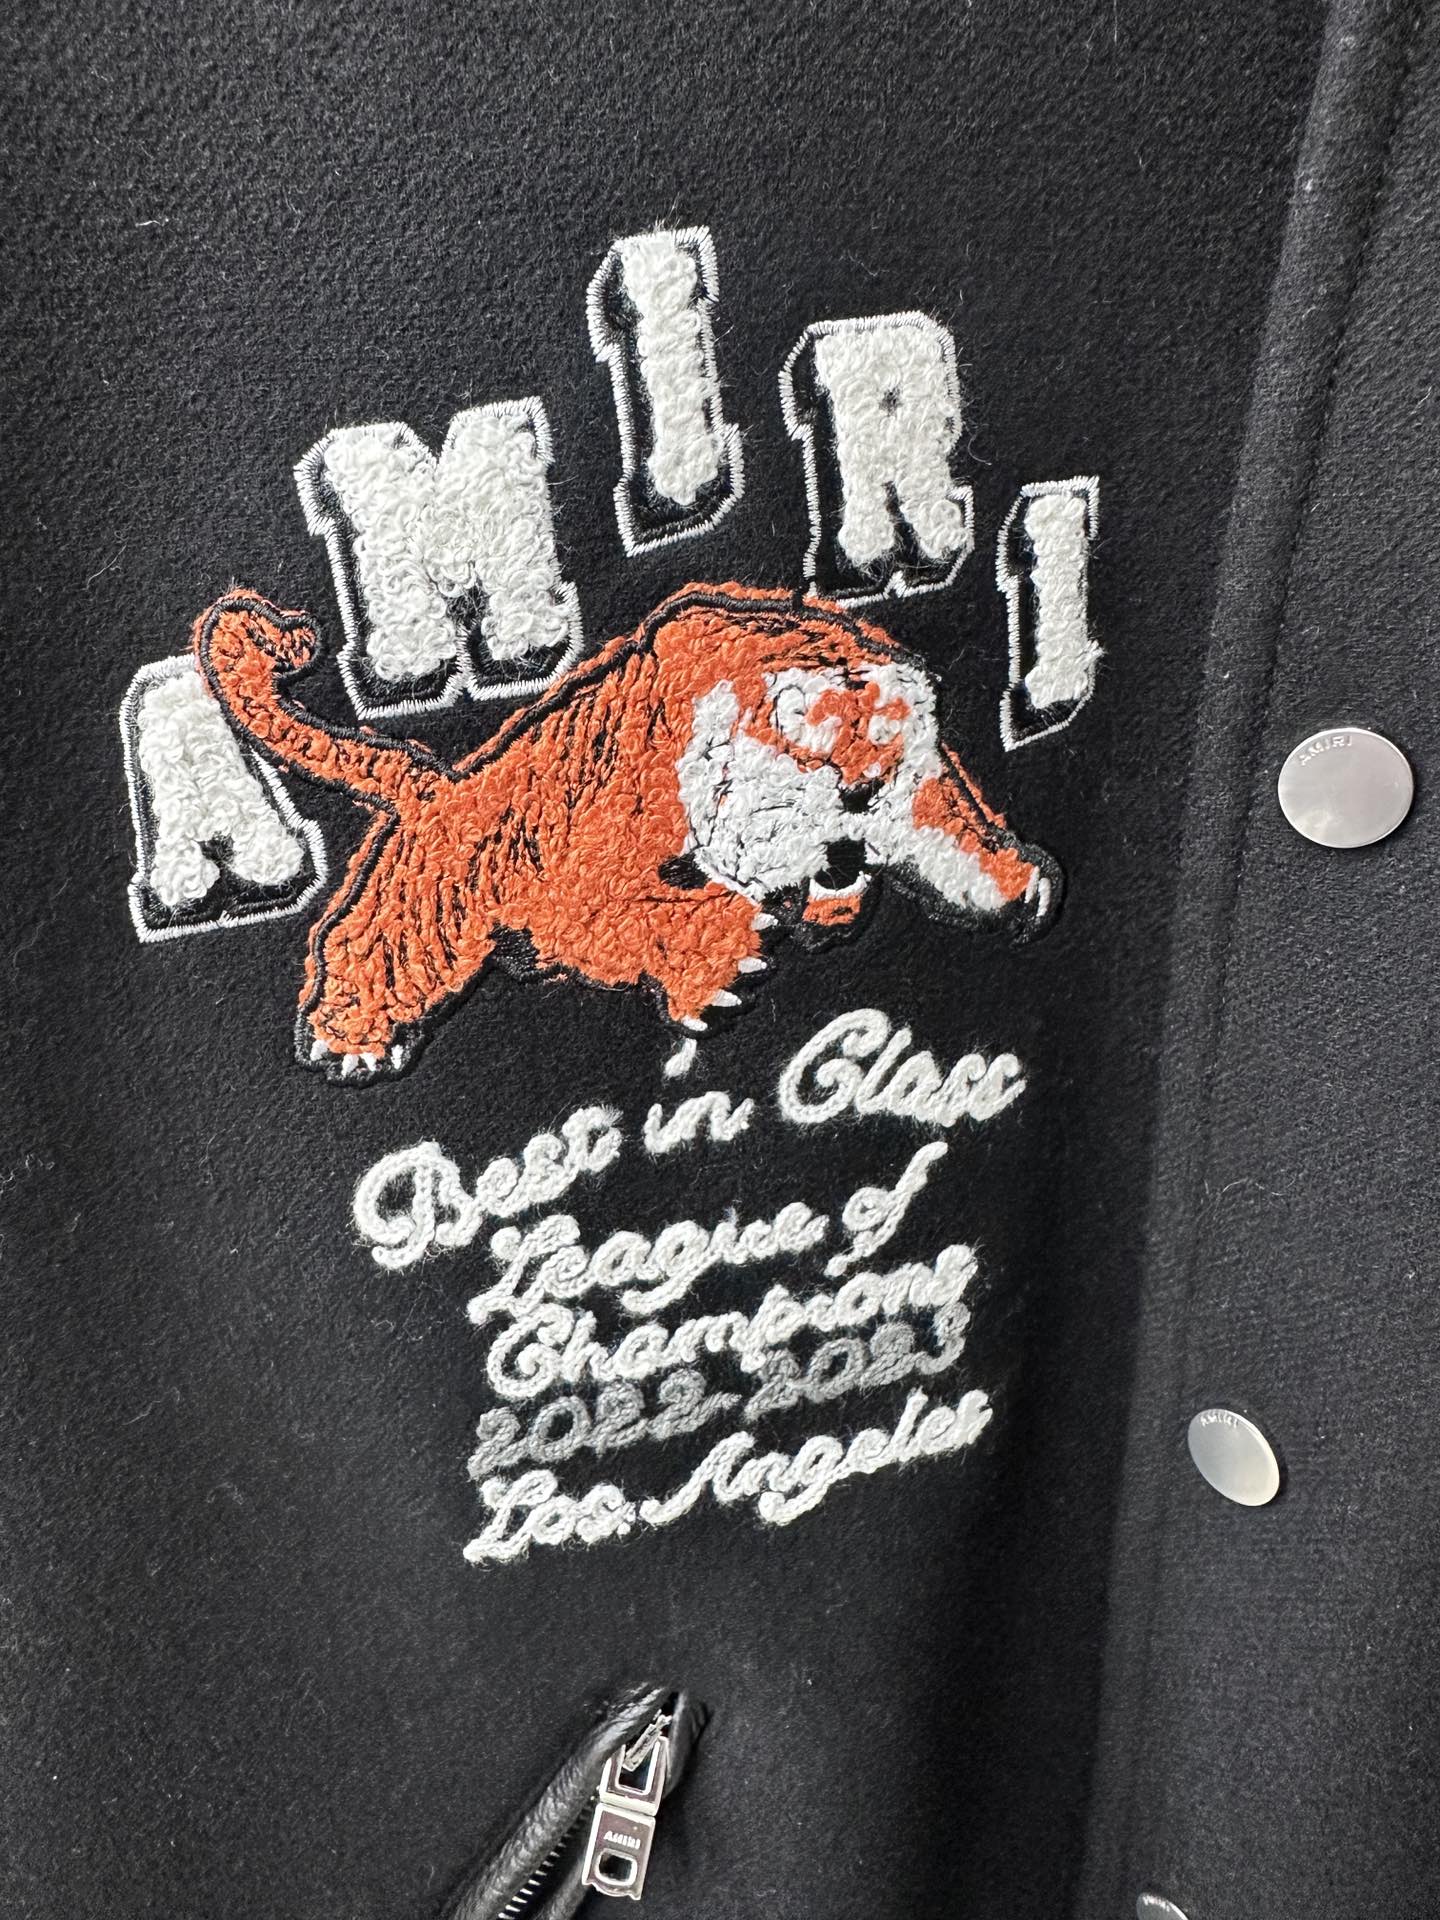 AMIRI
Best in Class
League of
Champions
2022-2023
Los Angeles
AMIRI
AMIRI
AMIRI